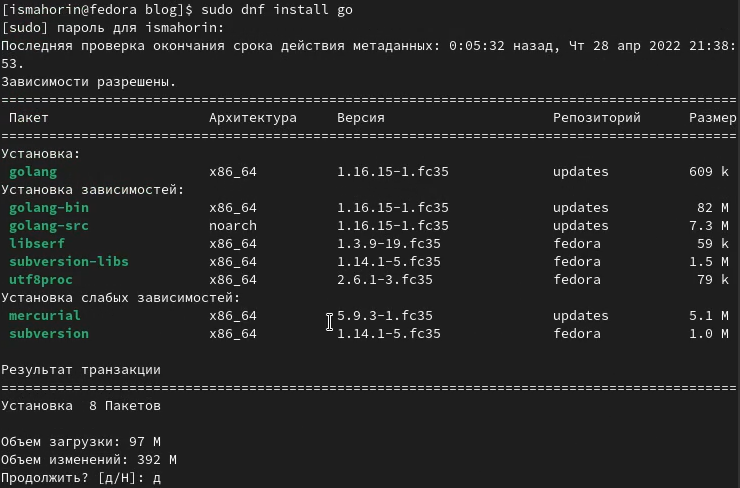 [ismahorin@fedora blog]$ sudo dnf install go
[sudo] пароль для ismahorin:
Последняя проверка окончания срока действия метаданных: 0:05:32 назад, Чт 28 апр 2022 21:38:
53.
Зависимости разрешены.
================================================================================
Пакет Архитектура Версия Репозиторий Размер
================================================================================
Установка:
golang x86_64 1.16.15-1.fc35 updates 609 k
Установка зависимостей:
golang-bin x86_64 1.16.15-1.fc35 updates 82 M
golang-src noarch 1.16.15-1.fc35 updates 7.3 M
libserf x86_64 1.3.9-19.fc35 fedora 59 k
subversion-libs x86_64 1.14.1-5.fc35 fedora 1.5 M
utf8proc x86_64 2.6.1-3.fc35 fedora 79 k
Установка слабых зависимостей:
mercurial x86_64 5.9.3-1.fc35 updates 5.1 M
subversion x86_64 1.14.1-5.fc35 fedora 1.0 M
Результат транзакции
================================================================================
Установка 8 Пакетов
Объем загрузки: 97 M
Объем изменений: 392 M
Продолжить? [д/Н]: д